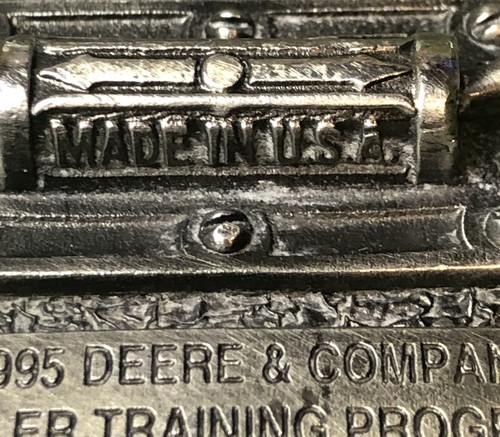 MADE IN U.S.A.
995 DEERE & COMPAN
ER TRAINING PROG